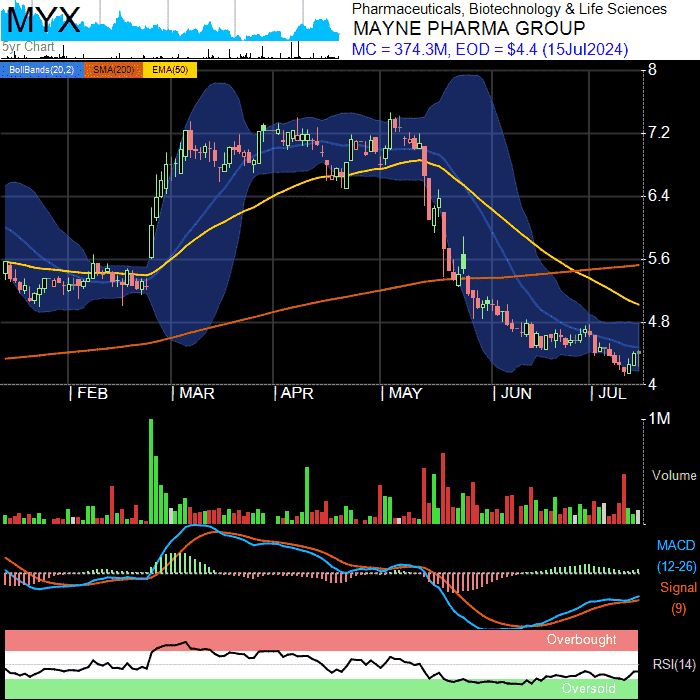 MYX
5yr Chart
Pharmaceuticals, Biotechnology & Life Sciences
MAYNE PHARMA GROUP
MC = 374.3M, EOD = $4.4 (15Jul2024)
BollBands(20,2) SMA(200) EMA(50)
8
7.2
6.4
5.6
4.8
4
FEB MAR APR MAY JUN JUL
1M
Volume
MACD
(12-26)
Signal
(9)
Overbought
RSI(14)
Oversold